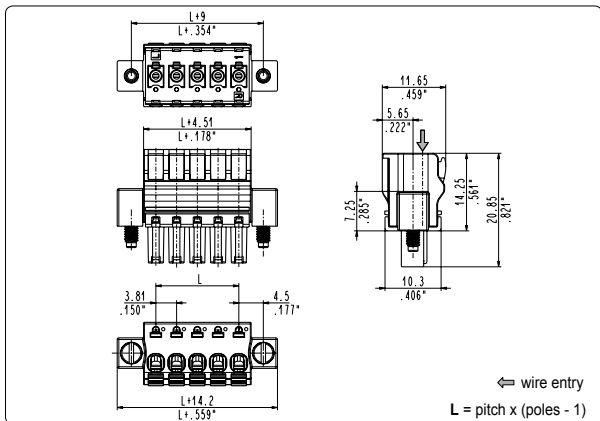 L+9
L+.354"
L+4.51
L+.178"
11.65
.459"
5.65
.222"
7.25
.285"
14.25
.561"
20.85
.821"
10.3
.406"
L
3.81
.150"
4.5
.177"
L+14.2
L+.559"
wire entry
L = pitch x (poles - 1)